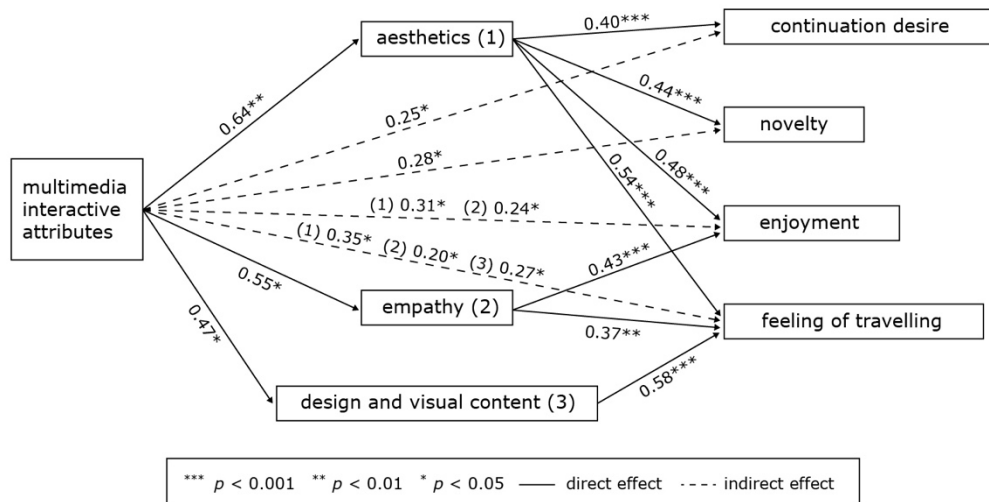 aesthetics (1)
0.40***
continuation desire
0.64**
0.25*
0.44***
novelty
0.28*
0.48***
0.54***
multimedia
interactive
attributes
(1) 0.31* (2) 0.24*
enjoyment
(1) 0.35* (2) 0.20* (3) 0.27*
0.43***
0.55*
empathy (2)
0.37**
feeling of travelling
0.47*
0.58***
design and visual content (3)
*** p < 0.001 ** p < 0.01 * p < 0.05 direct effect indirect effect